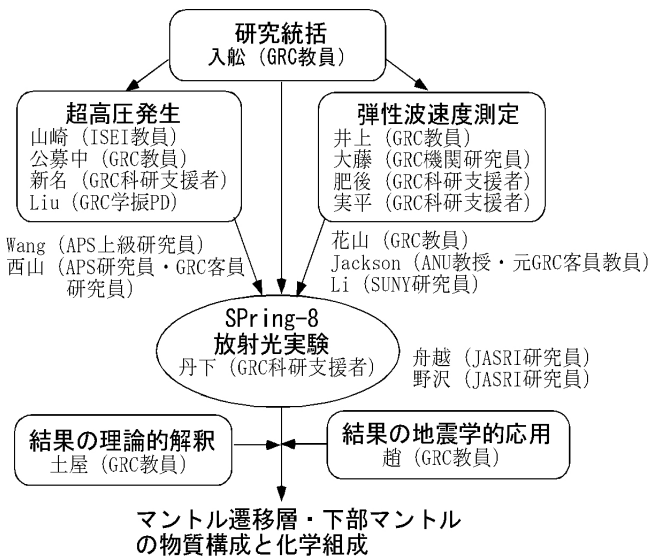 研究統括
入舩 (GRC教員)
超高圧発生
山崎 (ISEI教員)
公募中 (GRC教員)
新名 (GRC科研支援者)
Liu (GRC学振PD)
弾性波速度測定
井上 (GRC教員)
大藤 (GRC機関研究員)
肥後 (GRC科研支援者)
実平 (GRC科研支援者)
Wang (APS上級研究員)
西山 (APS研究員・GRC客員
研究員)
花山 (GRC教員)
Jackson (ANU教授・元GRC客員教員)
Li (SUNY研究員)
SPring-8
放射光実験
丹下 (GRC科研支援者)
舟越 (JASRI研究員)
野沢 (JASRI研究員)
結果の理論的解釈
土屋 (GRC教員)
結果の地震学的応用
趙 (GRC教員)
マントル遷移層・下部マントル
の物質構成と化学組成